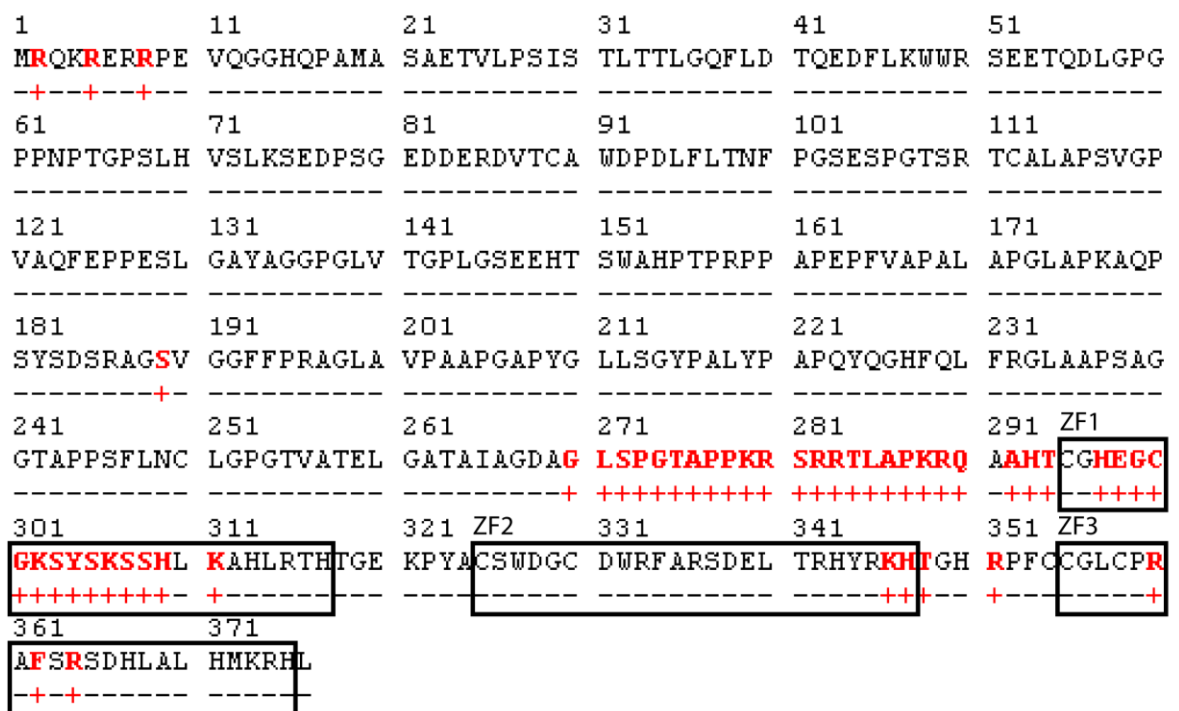 1 11 21 31 41 51
MRQKRERRPE VQGGHQPAMA SAETVLPSIS TLTTLGQFLD TQEDFLKWWR SEETQDLGPG
-+--+--+-- ---------- ---------- ---------- ---------- ----------
61 71 81 91 101 111
PPNPTGPSLH VSLKSEDPSG EDDERDVTCA WDPDLFLTNF PGSESPGTSR TCALAPSVGP
---------- ---------- ---------- ---------- ---------- ----------
121 131 141 151 161 171
VAQFEPPESL GAYAGGPGLV TGPLGSEEHT SWAHPTPRPP APEPFVAPAL APGLAPKAQP
---------- ---------- ---------- ---------- ---------- ----------
181 191 201 211 221 231
SYSDSRAGSV GGFFPRAGLA VPAAPGAPYG LLSGYPALYP APQYQGHFQL FRGLAAPSAG
--------+- ---------- ---------- ---------- ---------- ----------
241 251 261 271 281 291 ZF1
GTAPPSFLNC LGPGTVATEL GATAIAGDAG LSPGTAPPKR SRRTLAPKRQ AAHTCGHEGC
---------- ---------- ---------+ ++++++++++ ++++++++++ -+++--++++
301 311 321 ZF2 331 341 351 ZF3
GKSYSKSSHL KAHLRTHTGE KPYACSWDGC DWRFARSDEL TRHYRKHTGH RPFCCGLCPR
+++++++++- +--------- ---------- ---------- -----+++-- +--------+
361 371
AFSRSDHLAL HMKRHL
-+-+------ ------